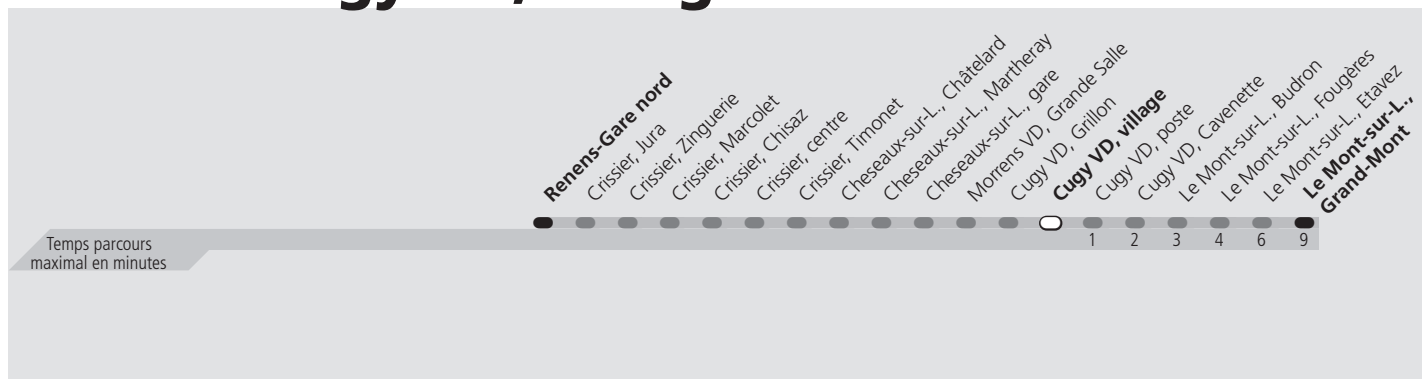 Renens-Gare nord
Crissier, Jura
Crissier, Zinguerie
Crissier, Marcolet
Crissier, Chisaz
Crissier, centre
Crissier, Timonet
Cheseaux-sur-L., Châtelard
Cheseaux-sur-L., Martheray
Cheseaux-sur-L., gare
Morrens VD, Grande Salle
Cugy VD, Grillon
Cugy VD, village
Cugy VD, poste
Cugy VD, Cavenette
Le Mont-sur-L., Budron
Le Mont-sur-L., Fougères
Le Mont-sur-L., Etavez
Le Mont-sur-L.,
Grand-Mont
Temps parcours
maximal en minutes
1 2 3 4 6 9